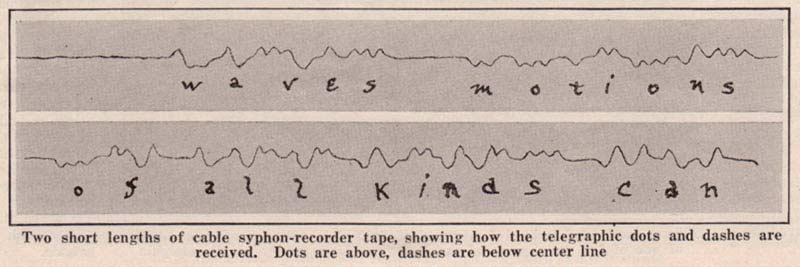 waves motions
of all kinds can
Two short lengths of cable syphon-recorder tape, showing how the telegraphic dots and dashes are
received. Dots are above, dashes are below center line